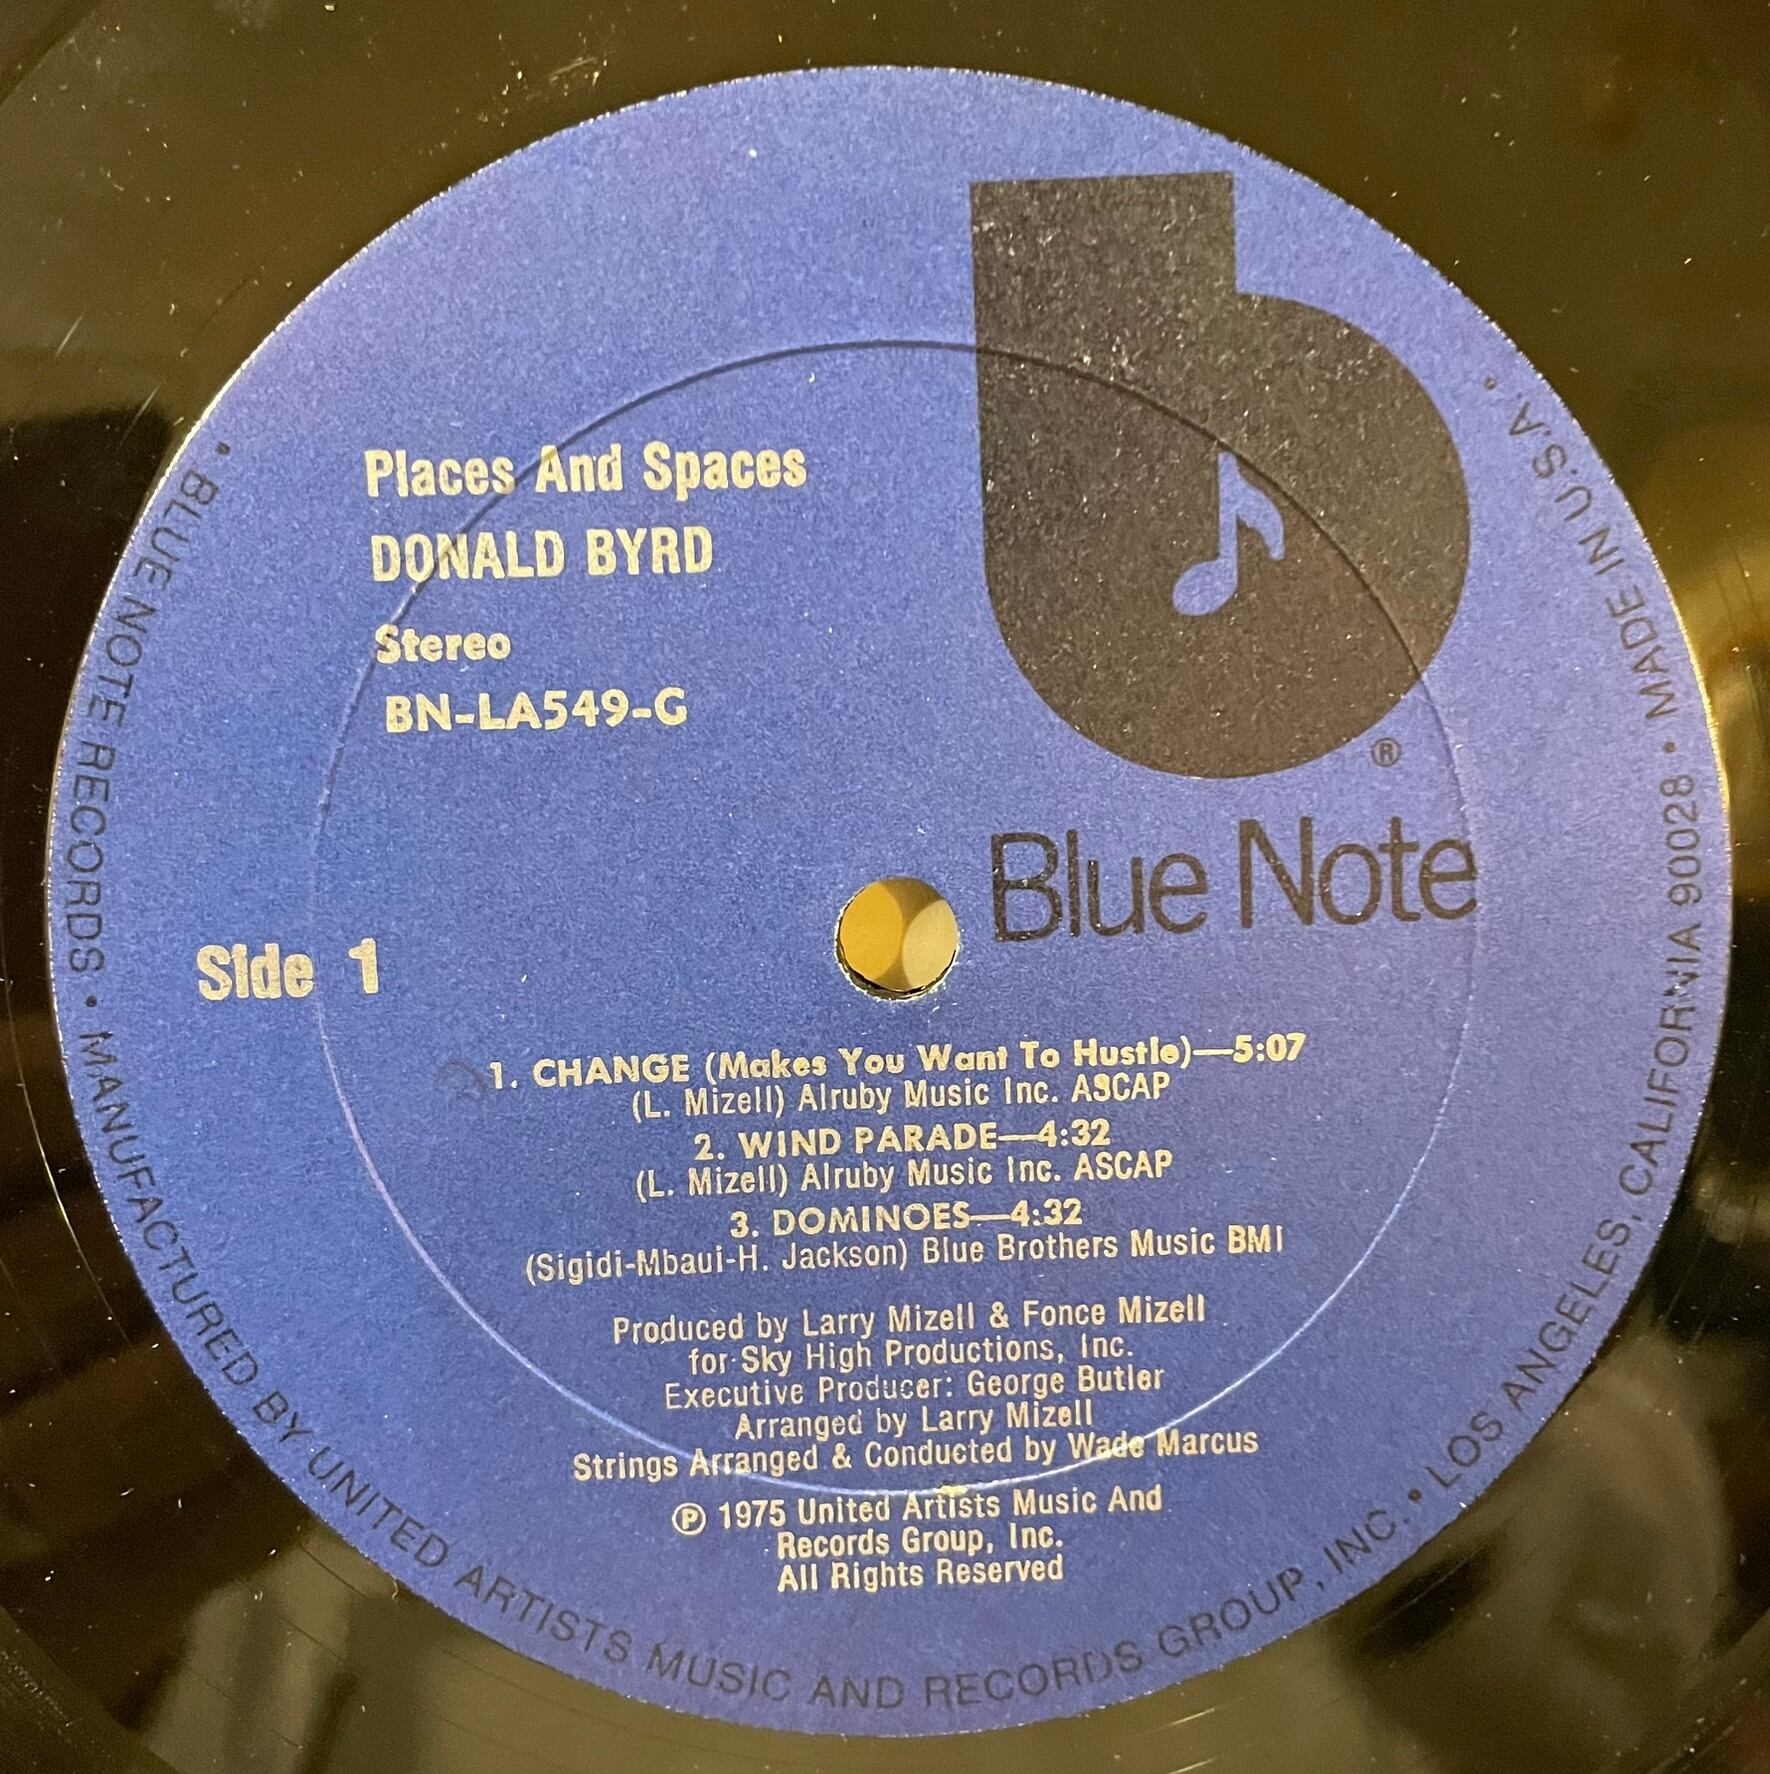 Places And Spaces
DONALD BYRD
Stereo
BN-LA549-G
®
Blue Note
Side 1
1. CHANGE (Makes You Want To Hustle)—5:07
(L. Mizell) Alruby Music Inc. ASCAP
2. WIND PARADE—4:32
(L. Mizell) Alruby Music Inc. ASCAP
3. DOMINOES—4:32
(Sigidi-Mbaui-H. Jackson) Blue Brothers Music BMI
Produced by Larry Mizell & Fonce Mizell
for Sky High Productions, Inc.
Executive Producer: George Butler
Arranged by Larry Mizell
Strings Arranged & Conducted by Wade Marcus
℗ 1975 United Artists Music And
Records Group, Inc.
All Rights Reserved
• BLUE NOTE RECORDS • MANUFACTURED BY UNITED ARTISTS MUSIC AND RECORDS GROUP, INC. • LOS ANGELES, CALIFORNIA 90028 • MADE IN U.S.A. •